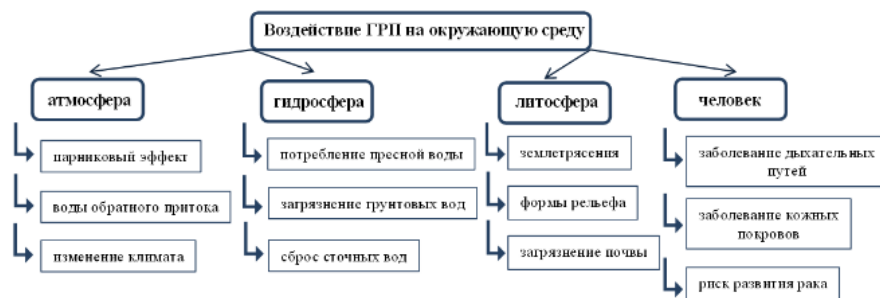 Воздействие ГРП на окружающую среду
атмосфера
парниковый эффект
воды обратного притока
изменение климата
гидросфера
потребление пресной воды
загрязнение грунтовых вод
сброс сточных вод
литосфера
землетрясения
формы рельефа
загрязнение почвы
человек
заболевание дыхательных
путей
заболевание кожных
покровов
риск развития рака